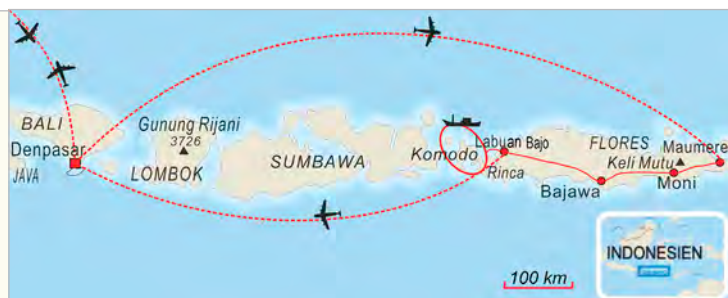 BALI
Denpasar
JAVA
Gunung Rijani
3726
LOMBOK
SUMBAWA
Komodo
Labuan Bajo
Rinca
FLORES
Maumere
Keli Mutu
Bajawa
Moni
INDONESIEN
100 km